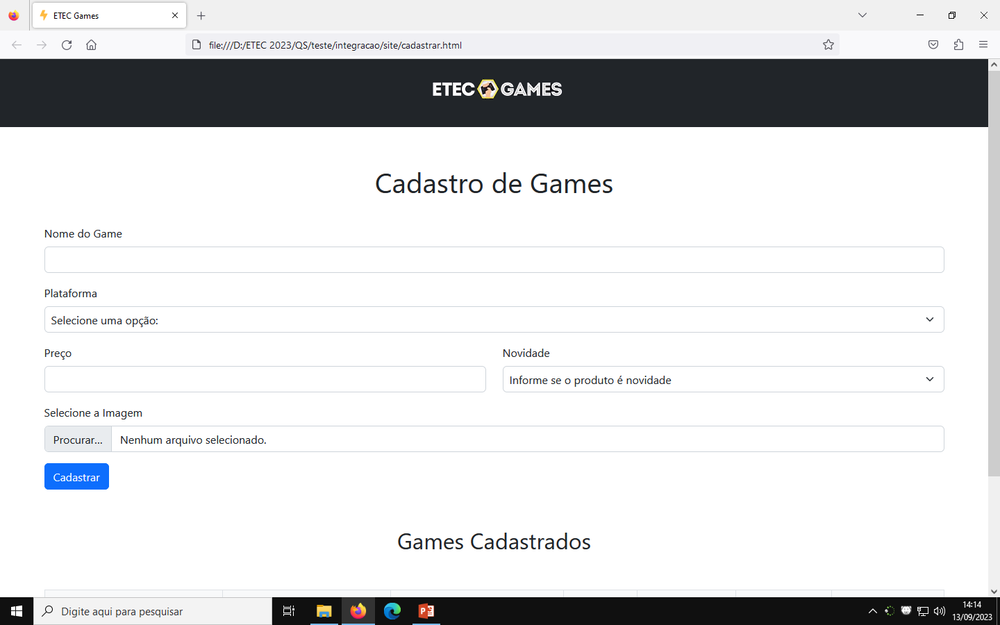 ETEC Games
file:///D:/ETEC 2023/QS/teste/integracao/site/cadastrar.html
ETEC GAMES
Cadastro de Games
Nome do Game
Plataforma
Selecione uma opção:
Preço
Novidade
Informe se o produto é novidade
Selecione a Imagem
Procurar...
Nenhum arquivo selecionado.
Cadastrar
Games Cadastrados
Digite aqui para pesquisar
14:14
13/09/2023